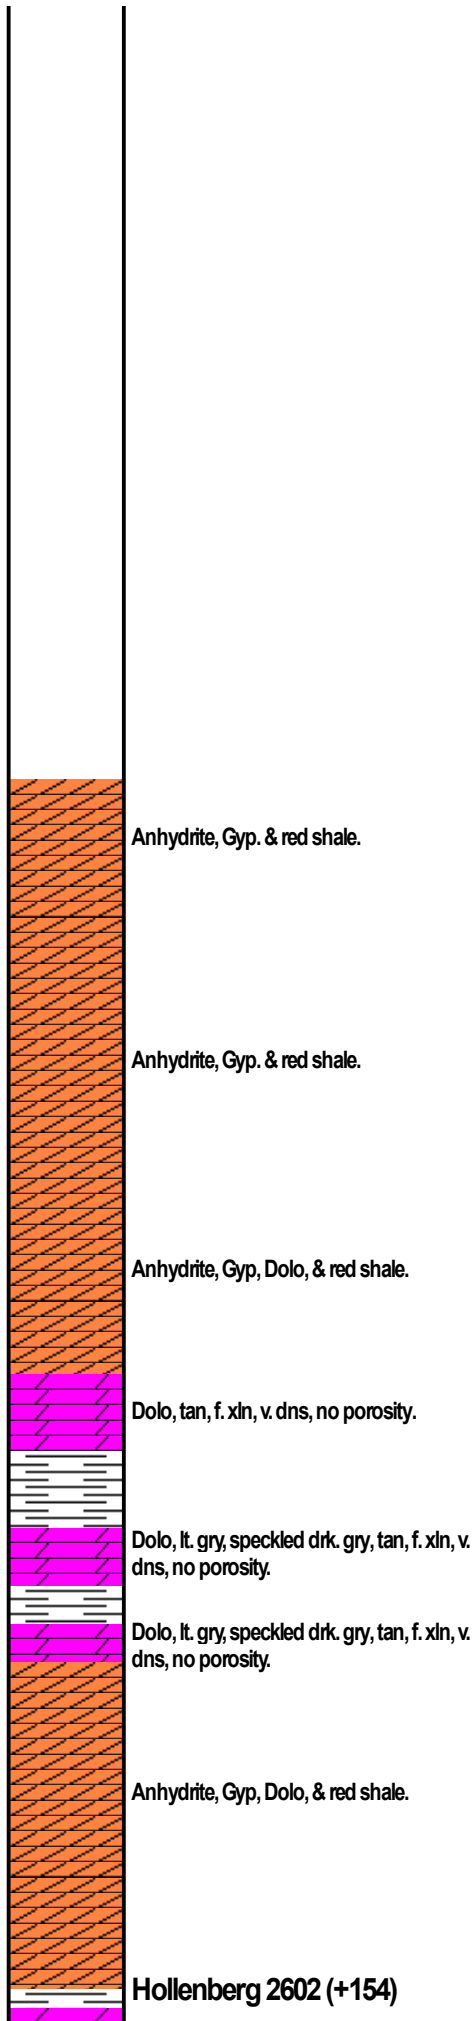 Anhydrite, Gyp. & red shale.
Anhydrite, Gyp. & red shale.
Anhydrite, Gyp, Dolo, & red shale.
Dolo, tan, f. xln, v. dns, no porosity.
Dolo, lt. gry, speckled drk. gry, tan, f. xln, v.
dns, no porosity.
Dolo, lt. gry, speckled drk. gry, tan, f. xln, v.
dns, no porosity.
Anhydrite, Gyp, Dolo, & red shale.
Hollenberg 2602 (+154)